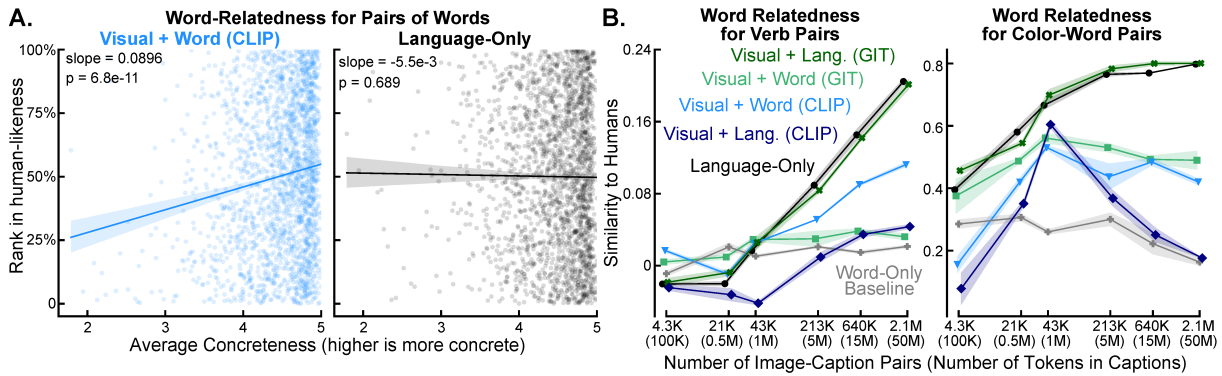 A.
Word-Relatedness for Pairs of Words
Visual + Word (CLIP)
Language-Only
100%
75%
50%
25%
0
Rank in human-likeness
slope = 0.0896
p = 6.8e-11
slope = -5.5e-3
p = 0.689
2 3 4 5
2 3 4 5
Average Concreteness (higher is more concrete)
B.
Word Relatedness
for Verb Pairs
Visual + Lang. (GIT)
Visual + Word (GIT)
Visual + Word (CLIP)
Visual + Lang. (CLIP)
Language-Only
Word-Only
Baseline
Similarity to Humans
0.24
0.16
0.08
0
4.3K 21K 43K 213K 640K 2.1M
(100K) (0.5M) (1M) (5M) (15M) (50M)
Word Relatedness
for Color-Word Pairs
0.8
0.6
0.4
0.2
4.3K 21K 43K 213K 640K 2.1M
(100K) (0.5M) (1M) (5M) (15M) (50M)
Number of Image-Caption Pairs (Number of Tokens in Captions)